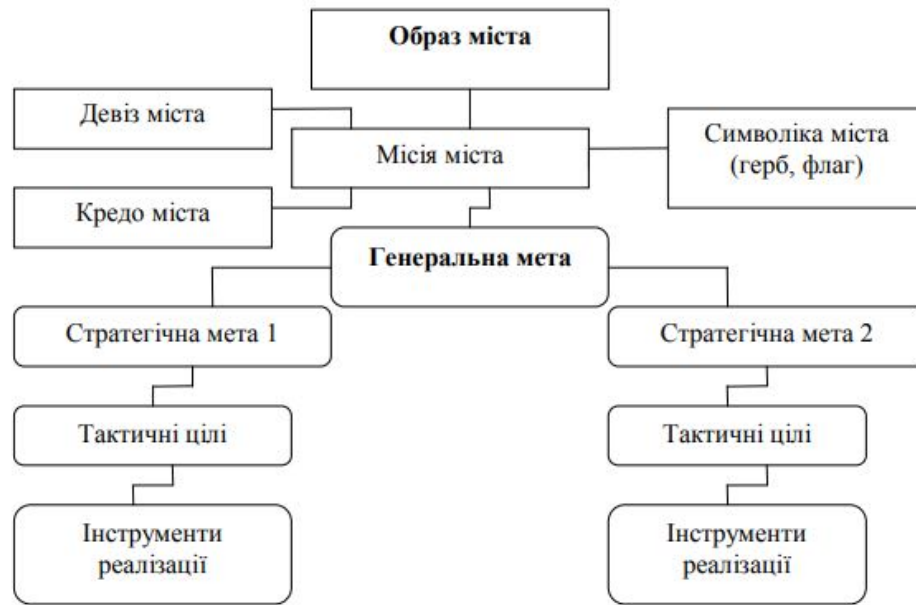 Образ міста
Девіз міста
Місія міста
Символіка міста
(герб, флаг)
Кредо міста
Генеральна мета
Стратегічна мета 1
Стратегічна мета 2
Тактичні цілі
Тактичні цілі
Інструменти
реалізації
Інструменти
реалізації